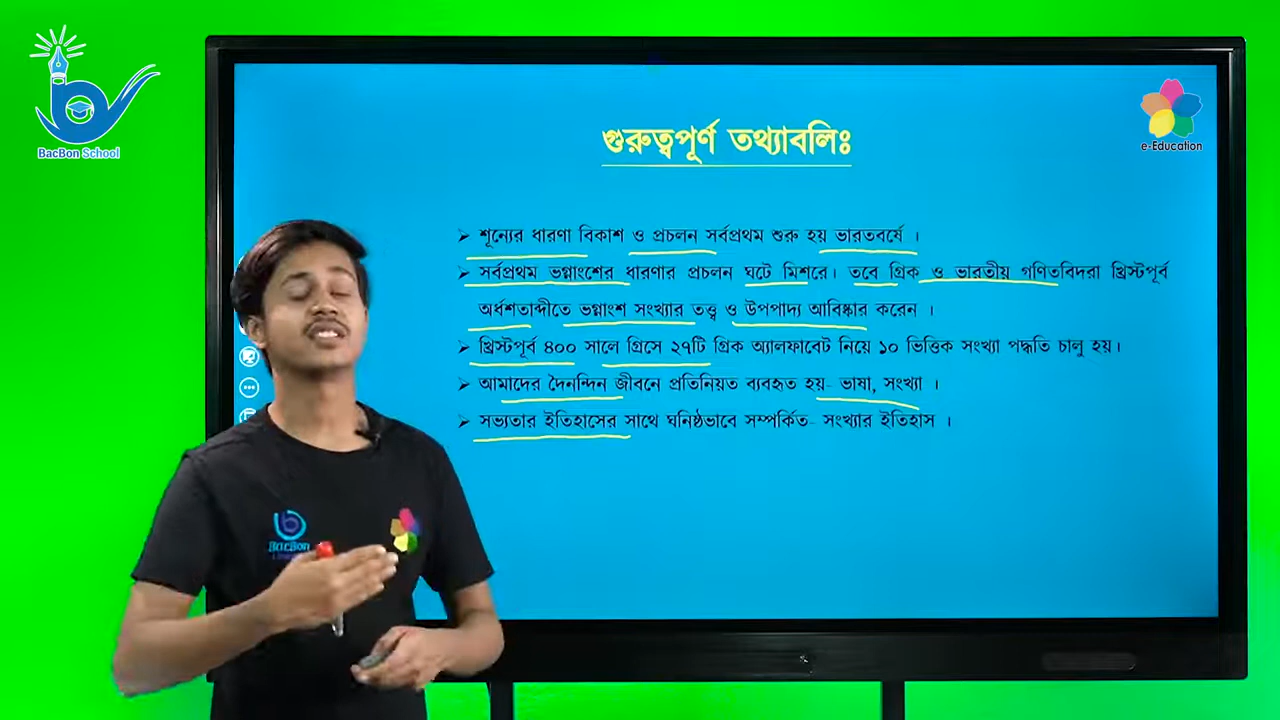 BacBon School
e-Education
গুরুত্বপূর্ণ তথ্যাবলিঃ
➢ শূন্যের ধারণা বিকাশ ও প্রচলন সর্বপ্রথম শুরু হয় ভারতবর্ষে ।
➢ সর্বপ্রথম ভগ্নাংশের ধারণার প্রচলন ঘটে মিশরে। তবে গ্রিক ও ভারতীয় গণিতবিদরা খ্রিস্টপূর্ব
অর্ধশতাব্দীতে ভগ্নাংশ সংখ্যার তত্ত্ব ও উপপাদ্য আবিষ্কার করেন ।
➢ খ্রিস্টপূর্ব ৪০০ সালে গ্রিসে ২৭টি গ্রিক অ্যালফাবেট নিয়ে ১০ ভিত্তিক সংখ্যা পদ্ধতি চালু হয়।
➢ আমাদের দৈনন্দিন জীবনে প্রতিনিয়ত ব্যবহৃত হয়- ভাষা, সংখ্যা ।
➢ সভ্যতার ইতিহাসের সাথে ঘনিষ্ঠভাবে সম্পর্কিত- সংখ্যার ইতিহাস ।
BacBon